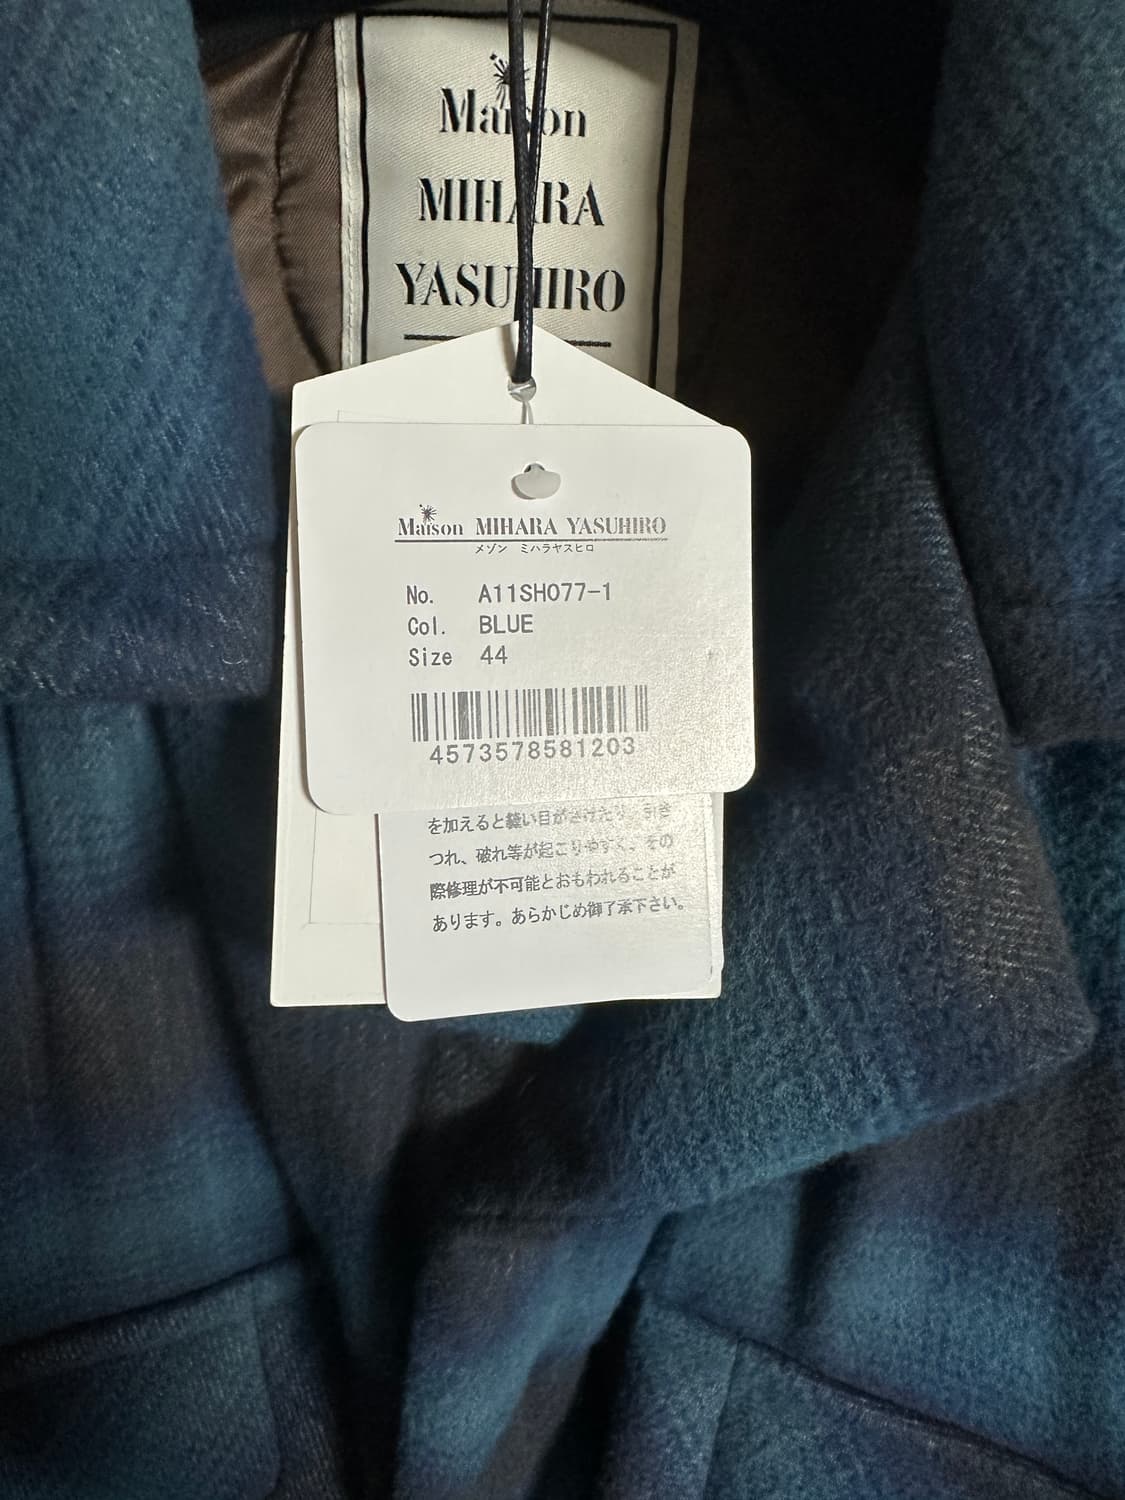 Maison
MIHARA
YASUHIRO
Maison MIHARA YASUHIRO
メゾン ミハラヤスヒロ
No. A11SH077-1
Col. BLUE
Size 44
4573578581203
を加えると縫い目がさけたり、引き
つれ、破れ等が起こりやすく、その
際修理が不可能とおもわれることが
あります。あらかじめ御了承下さい。